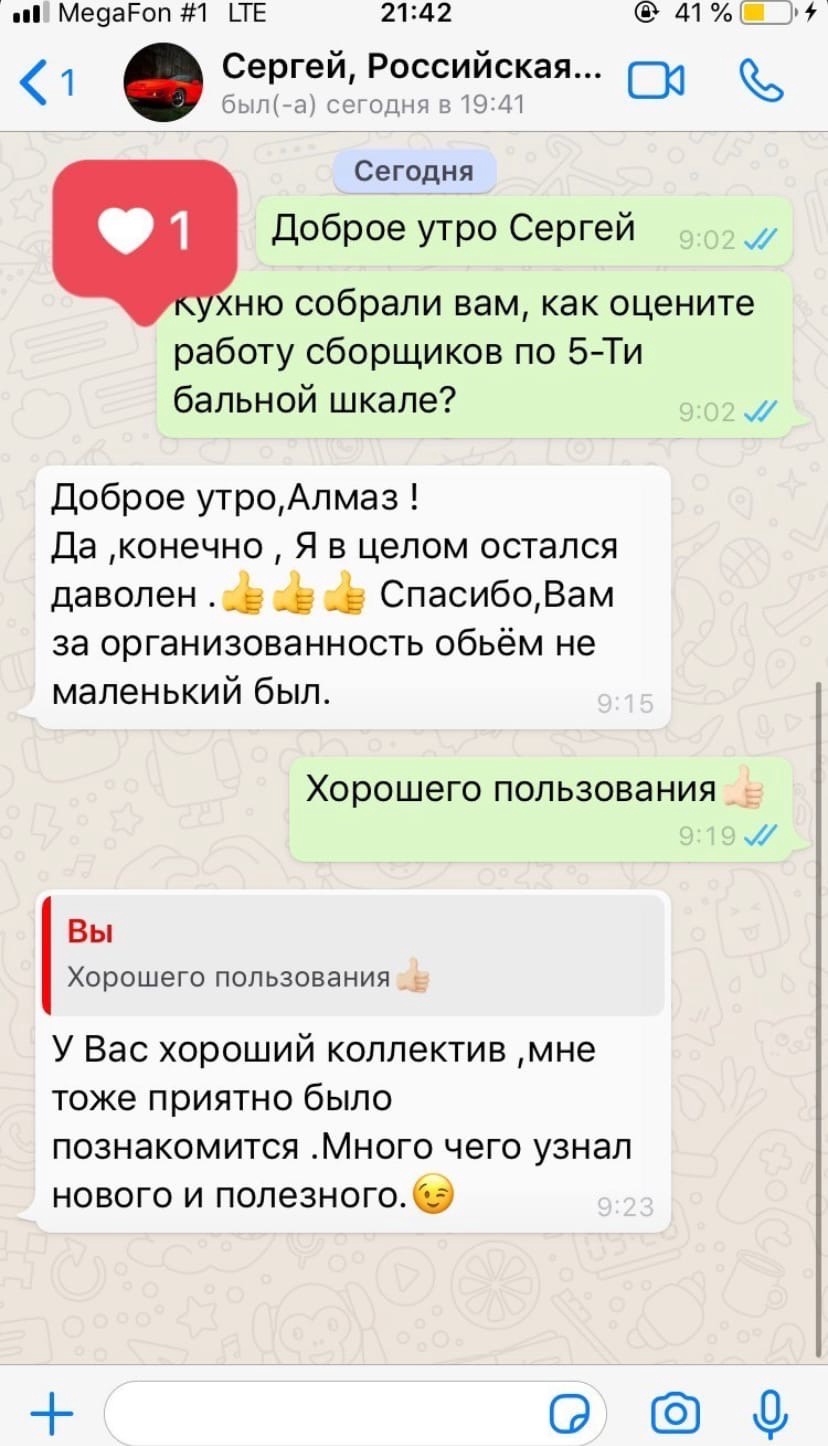 MegaFon #1 LTE 21:42 41 %
1 Сергей, Российская...
был(-а) сегодня в 19:41
Сегодня
1
Доброе утро Сергей 9:02
Кухню собрали вам, как оцените
работу сборщиков по 5-Ти
бальной шкале? 9:02
Доброе утро,Алмаз !
Да ,конечно , Я в целом остался
даволен .👍👍👍 Спасибо,Вам
за организованность обьём не
маленький был. 9:15
Хорошего пользования👍🏻
9:19
Вы
Хорошего пользования👍🏻
У Вас хороший коллектив ,мне
тоже приятно было
познакомится .Много чего узнал
нового и полезного.😉 9:23